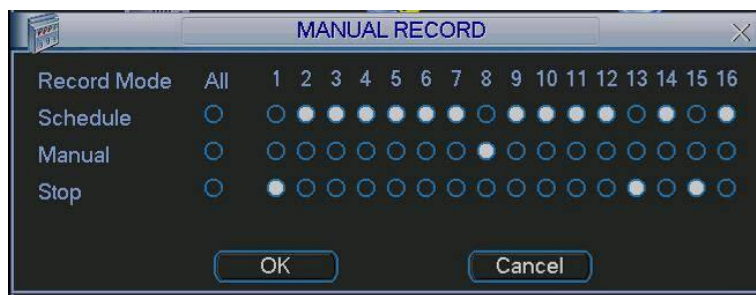 MANUAL RECORD
Record Mode All 1 2 3 4 5 6 7 8 9 10 11 12 13 14 15 16
Schedule
Manual
Stop
OK Cancel